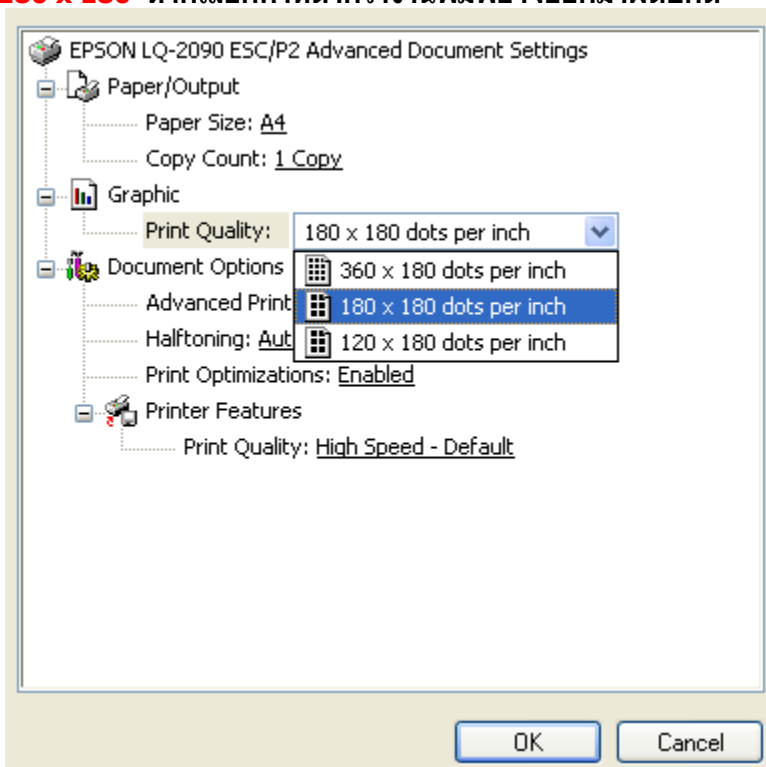 180 x 180
EPSON LQ-2090 ESC/P2 Advanced Document Settings
Paper/Output
Paper Size: A4
Copy Count: 1 Copy
Graphic
Print Quality: 180 x 180 dots per inch
Document Options 360 x 180 dots per inch
Advanced Print 180 x 180 dots per inch
Halftoning: Aut 120 x 180 dots per inch
Print Optimizations: Enabled
Printer Features
Print Quality: High Speed - Default
OK Cancel